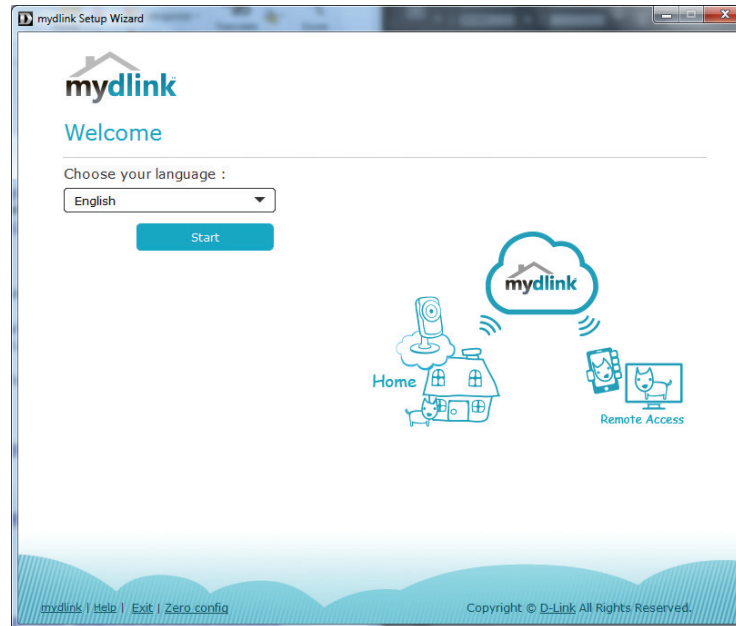 mydlink Setup Wizard
mydlink
Welcome
Choose your language :
English
Start
mydlink
Home
Remote Access
mydlink | Help | Exit | Zero config
Copyright © D-Link All Rights Reserved.